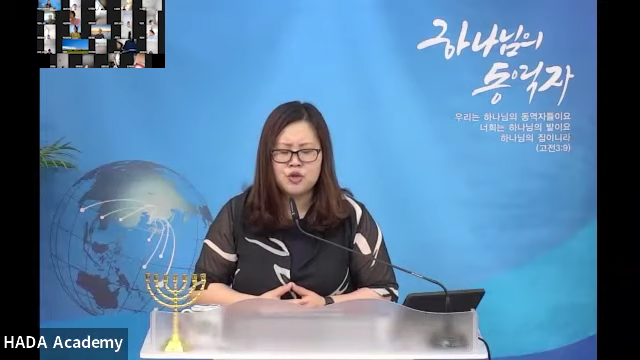 하나님의
동역자
우리는 하나님의 동역자들이요
너희는 하나님의 밭이요
하나님의 집이니라
(고전3:9)
HADA Academy